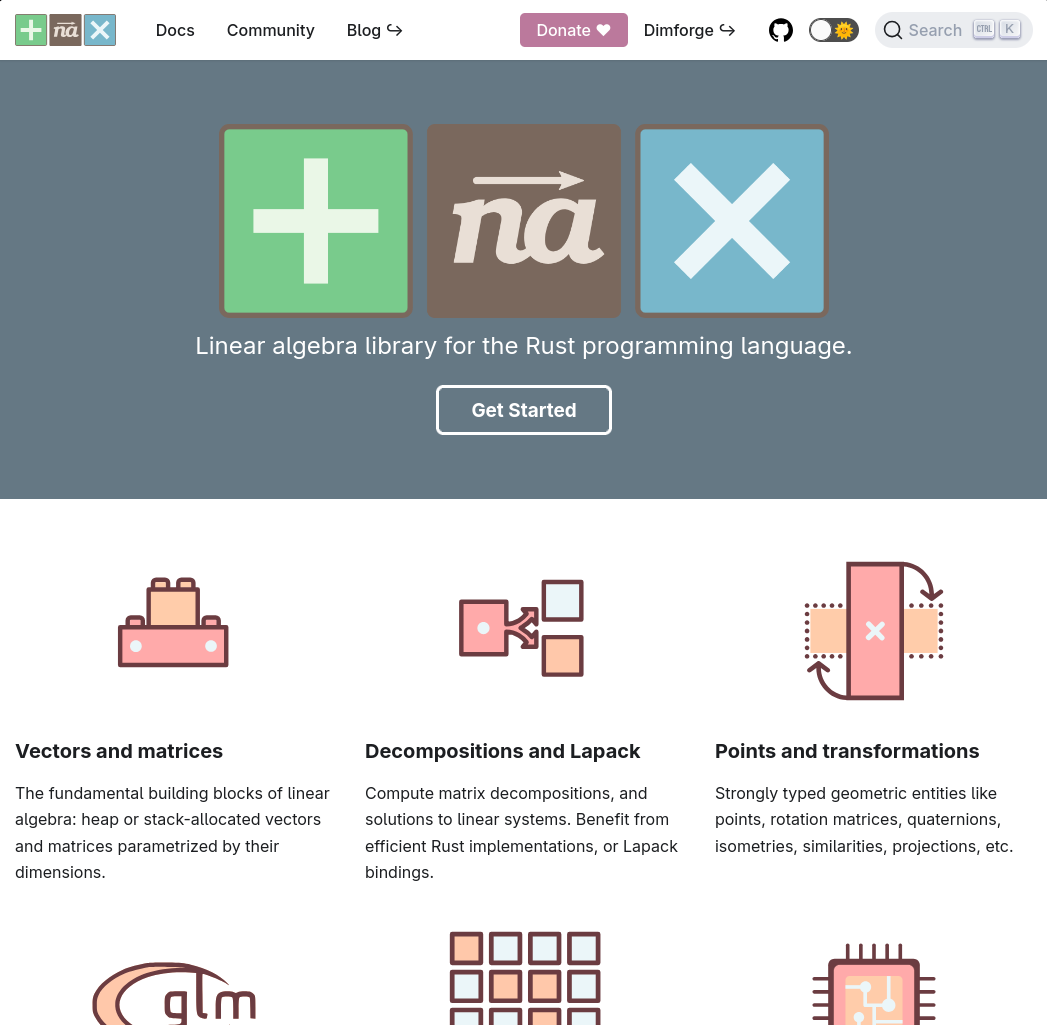 na
Docs
Community
Blog ↪
Donate ♥
Dimforge ↪
Search
CTRL
K
na
Linear algebra library for the Rust programming language.
Get Started
Vectors and matrices
The fundamental building blocks of linear
algebra: heap or stack-allocated vectors
and matrices parametrized by their
dimensions.
Decompositions and Lapack
Compute matrix decompositions, and
solutions to linear systems. Benefit from
efficient Rust implementations, or Lapack
bindings.
Points and transformations
Strongly typed geometric entities like
points, rotation matrices, quaternions,
isometries, similarities, projections, etc.
glm